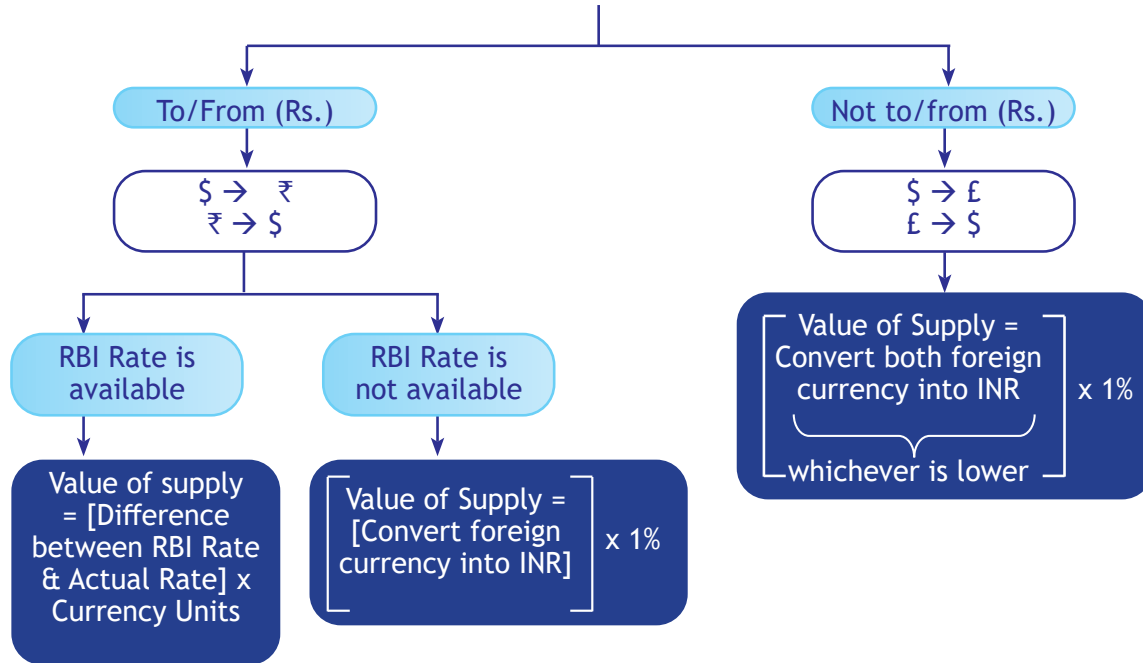 To/From (Rs.)
Not to/from (Rs.)
$ → ₹
₹ → $
$ → £
£ → $
RBI Rate is
available
RBI Rate is
not available
Value of Supply =
Convert both foreign
currency into INR
whichever is lower
x 1%
Value of supply
= [Difference
between RBI Rate
& Actual Rate] x
Currency Units
Value of Supply =
[Convert foreign
currency into INR]
x 1%